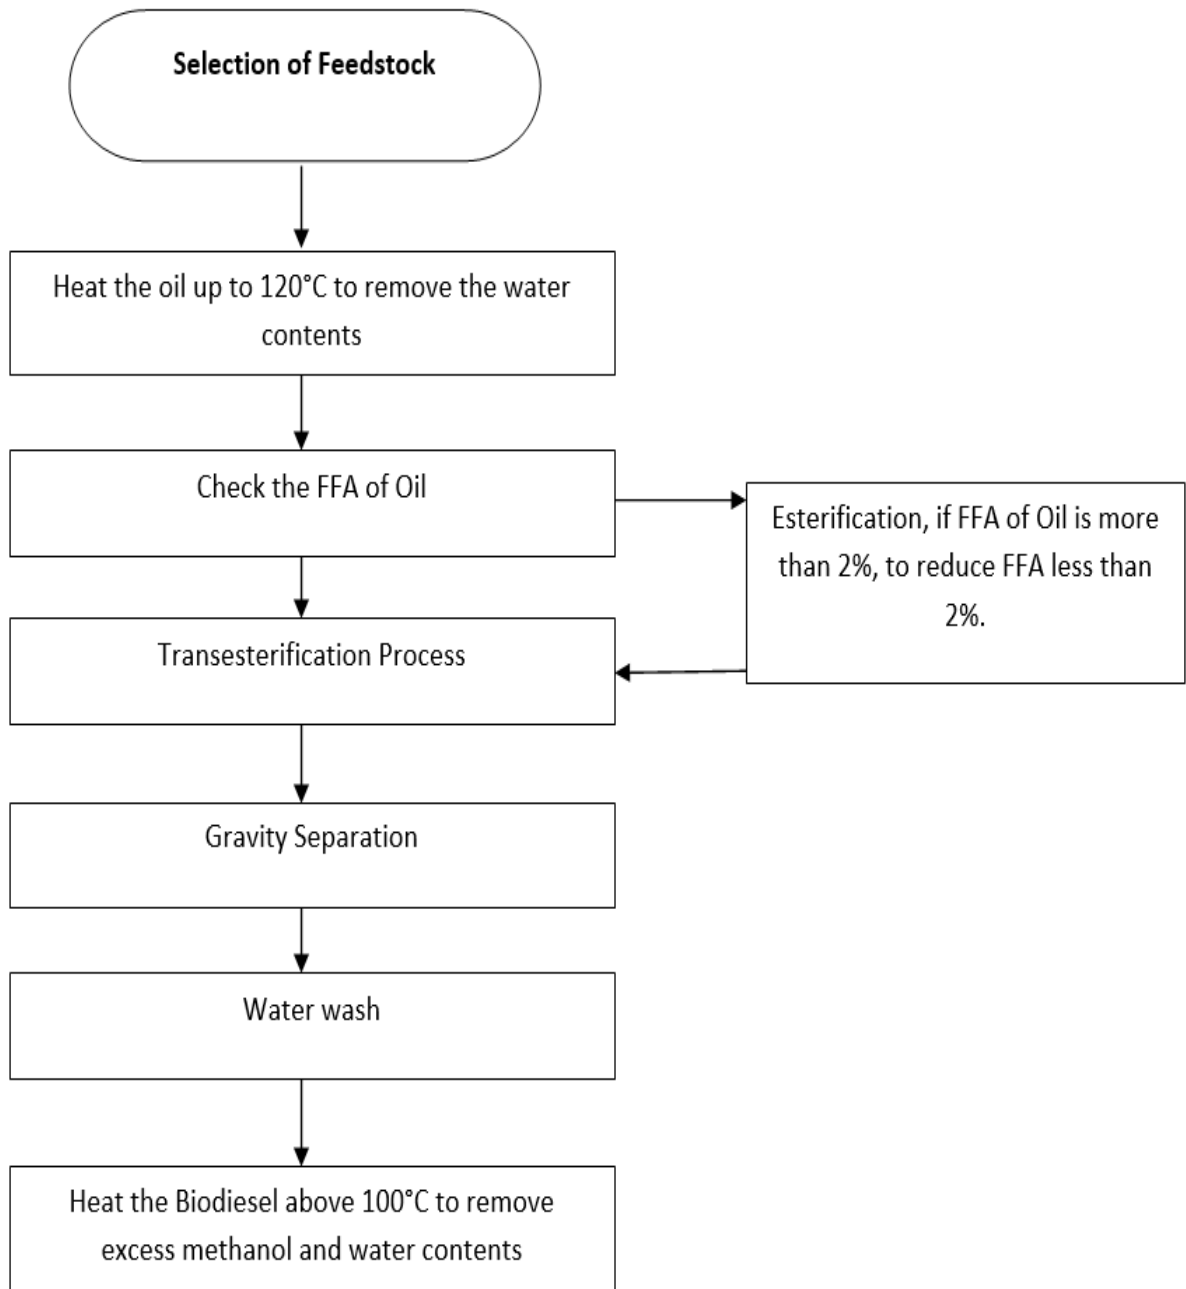 Selection of Feedstock
Heat the oil up to 120°C to remove the water
contents
Check the FFA of Oil
Esterification, if FFA of Oil is more
than 2%, to reduce FFA less than
2%.
Transesterification Process
Gravity Separation
Water wash
Heat the Biodiesel above 100°C to remove
excess methanol and water contents